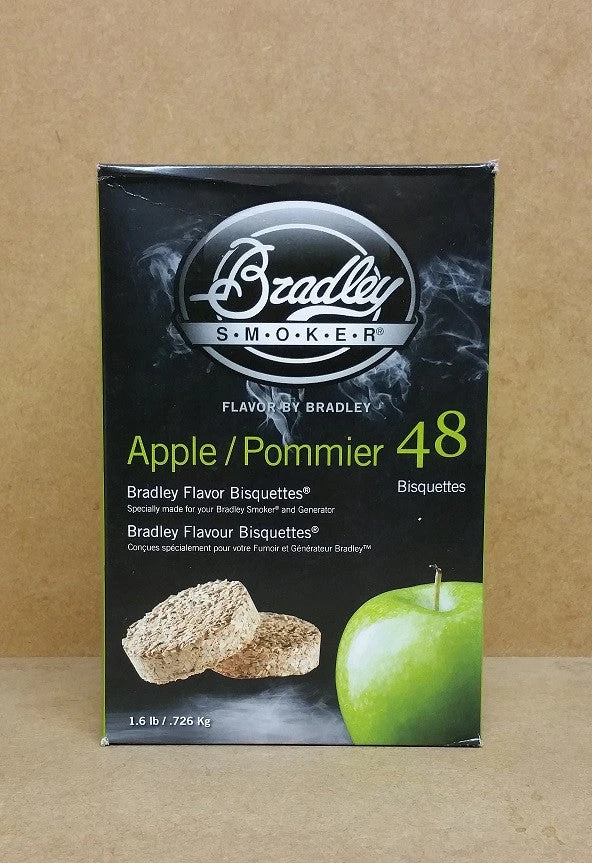 Bradley
S•M•O•K•E•R®
FLAVOR BY BRADLEY
Apple / Pommier 48
Bisquettes
Bradley Flavor Bisquettes®
Specially made for your Bradley Smoker® and Generator
Bradley Flavour Bisquettes®
Conçues spécialement pour votre Fumoir et Générateur Bradley™
1.6 lb / .726 Kg